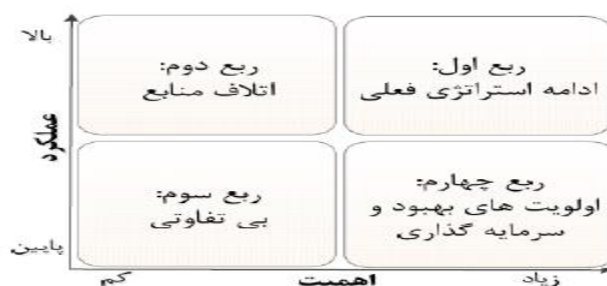 بالا
ربع دوم:
اتلاف منابع
ربع اول:
ادامه استراتژی فعلی
عملکرد
ربع سوم:
بی تفاوتی
ربع چهارم:
اولویت های بهبود و
سرمایه گذاری
پایین
کم
اهمیت
زیاد